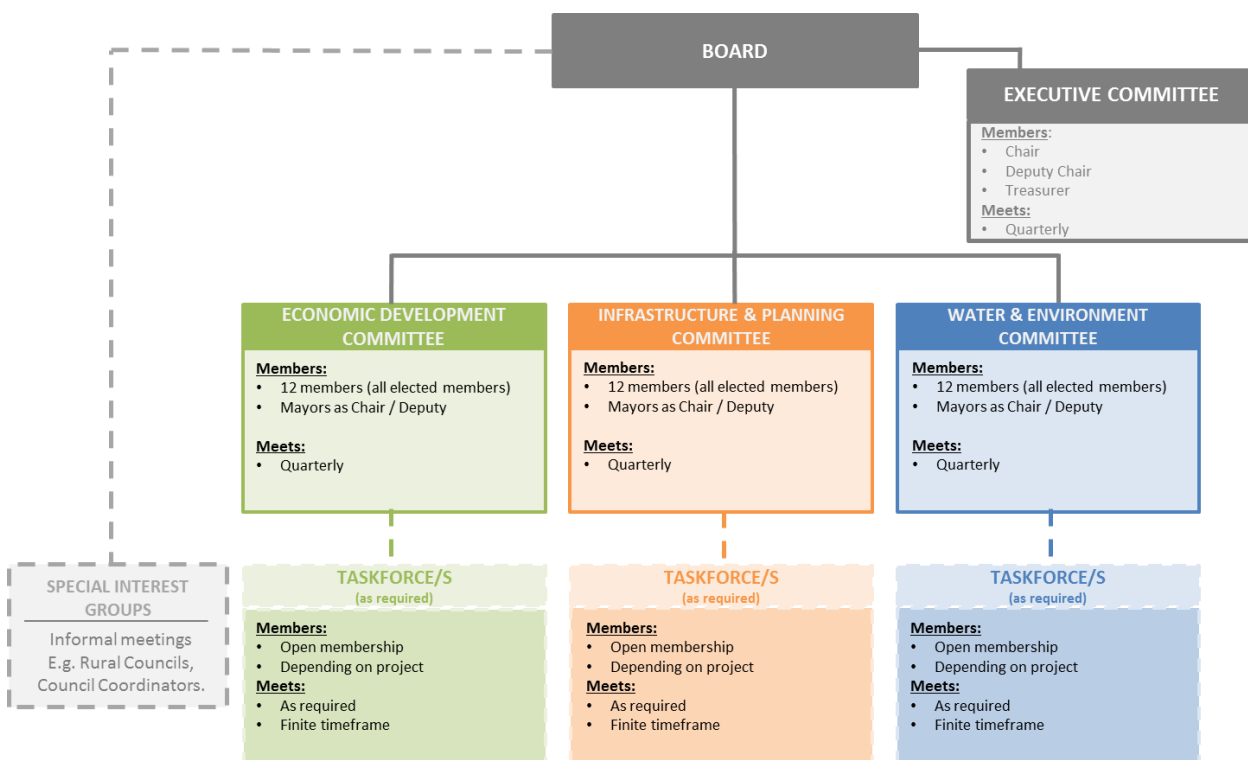 BOARD
EXECUTIVE COMMITTEE
Members:
• Chair
• Deputy Chair
• Treasurer
Meets:
• Quarterly
ECONOMIC DEVELOPMENT
COMMITTEE
Members:
• 12 members (all elected members)
• Mayors as Chair / Deputy
Meets:
• Quarterly
INFRASTRUCTURE & PLANNING
COMMITTEE
Members:
• 12 members (all elected members)
• Mayors as Chair / Deputy
Meets:
• Quarterly
WATER & ENVIRONMENT
COMMITTEE
Members:
• 12 members (all elected members)
• Mayors as Chair / Deputy
Meets:
• Quarterly
SPECIAL INTEREST
GROUPS
Informal meetings
E.g. Rural Councils,
Council Coordinators.
TASKFORCE/S
(as required)
Members:
• Open membership
• Depending on project
Meets:
• As required
• Finite timeframe
TASKFORCE/S
(as required)
Members:
• Open membership
• Depending on project
Meets:
• As required
• Finite timeframe
TASKFORCE/S
(as required)
Members:
• Open membership
• Depending on project
Meets:
• As required
• Finite timeframe